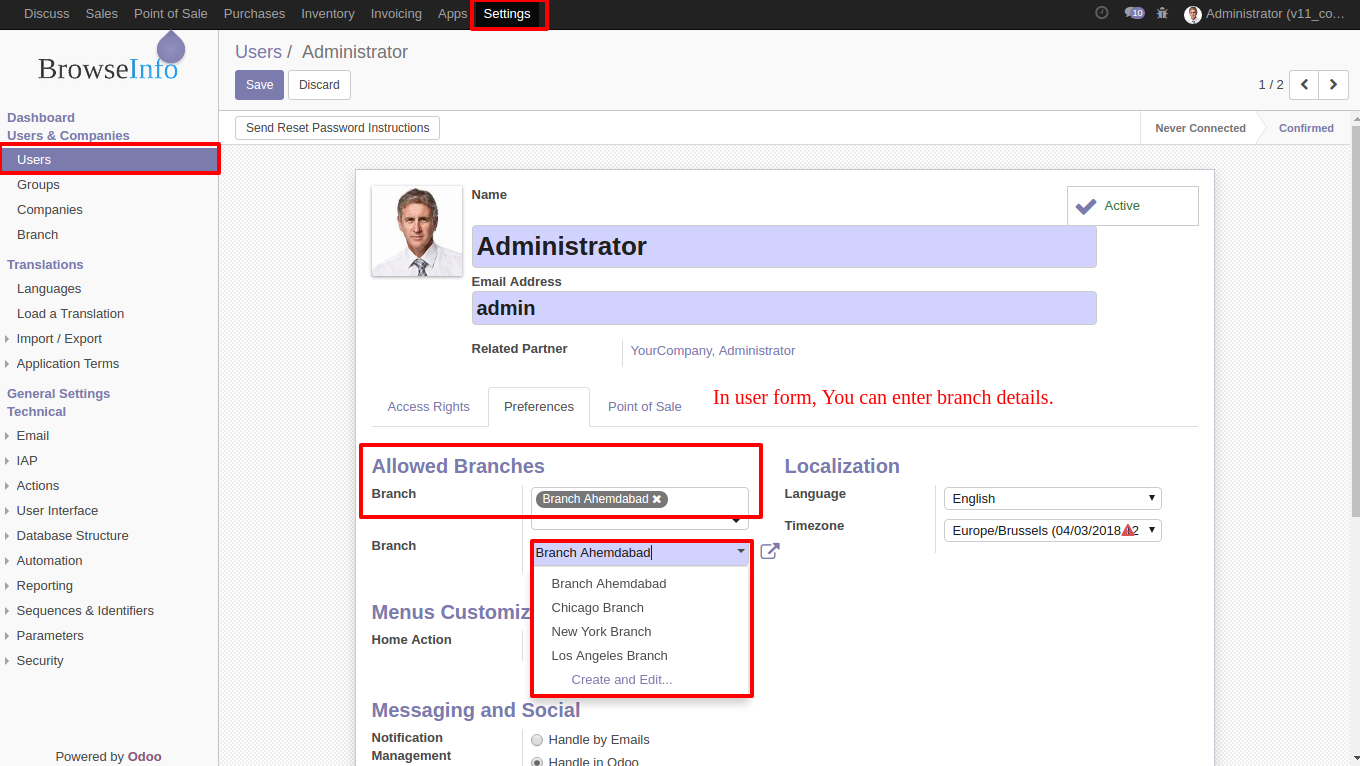 Discuss Sales Point of Sale Purchases Inventory Invoicing Apps Settings 10 Administrator (v11_co...
BrowseInfo
Users / Administrator
Save Discard 1 / 2
Send Reset Password Instructions Never Connected Confirmed
Dashboard
Users & Companies
Users
Groups
Companies
Branch
Translations
Languages
Load a Translation
Import / Export
Application Terms
General Settings
Technical
Email
IAP
Actions
User Interface
Database Structure
Automation
Reporting
Sequences & Identifiers
Parameters
Security
Powered by Odoo
Name
Active
Administrator
Email Address
admin
Related Partner YourCompany, Administrator
Access Rights Preferences Point of Sale
In user form, You can enter branch details.
Allowed Branches
Branch Branch Ahemdabad ✖
Branch Branch Ahemdabad
Branch Ahemdabad
Chicago Branch
New York Branch
Los Angeles Branch
Create and Edit...
Localization
Language English
Timezone Europe/Brussels (04/03/2018
Menus Customiz
Home Action
Messaging and Social
Notification
Management
Handle by Emails
Handle in Odoo